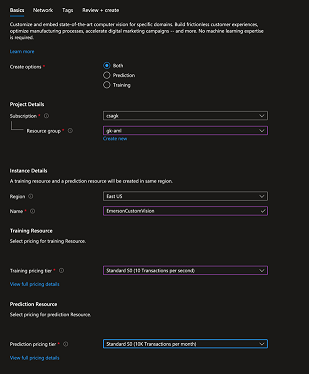 Basics Network Tags Review + create
Customize and embed state-of-the-art computer vision for specific domains. Build frictionless customer experiences,
optimize manufacturing processes, accelerate digital marketing campaigns -- and more. No machine learning expertise
is required.
Learn more
Create options * Both
Prediction
Training
Project Details
Subscription * csagk
Resource group * gk-aml
Create new
Instance Details
A training resource and a prediction resource will be created in same region.
Region East US
Name * EmersonCustomVision
Training Resource
Select pricing for training Resource.
Training pricing tier * Standard S0 (10 Transactions per second)
View full pricing details
Prediction Resource
Select pricing for prediction Resource.
Prediction pricing tier * Standard S0 (10K Transactions per month)
View full pricing details